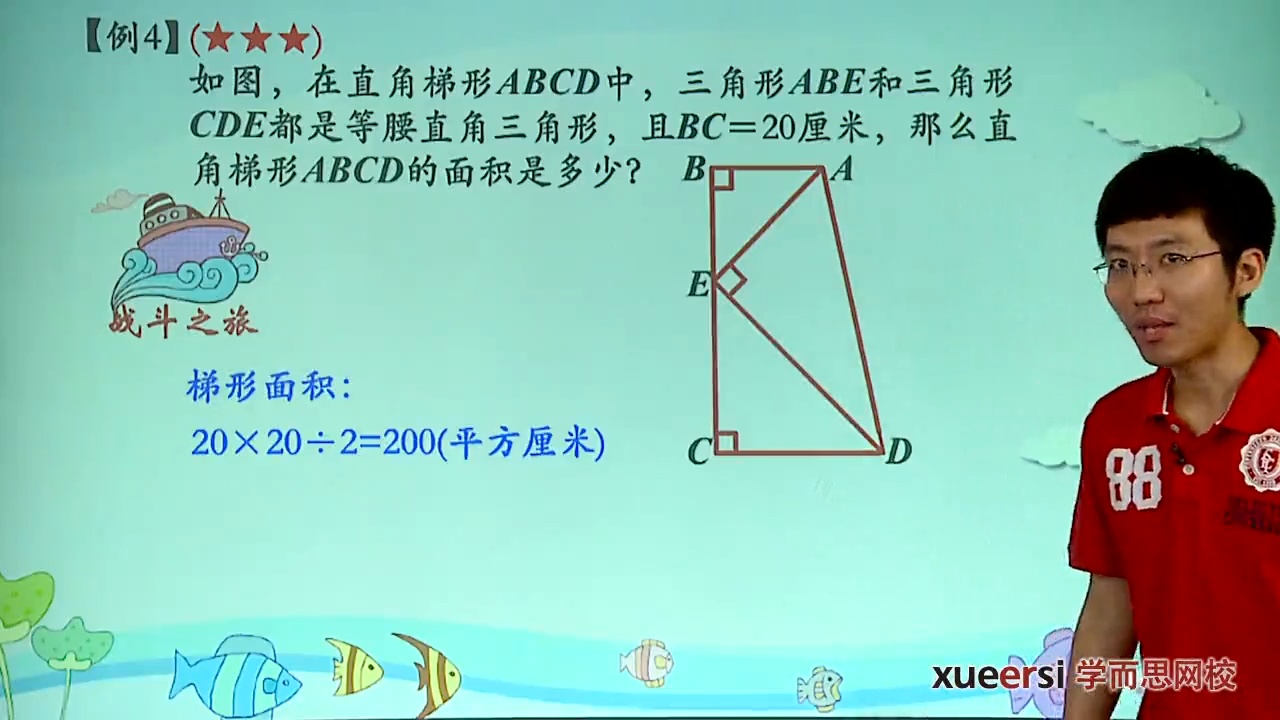 【例4】(★★★)
如图，在直角梯形ABCD中，三角形ABE和三角形
CDE都是等腰直角三角形，且BC＝20厘米，那么直
角梯形ABCD的面积是多少？
B
A
E
C
D
战斗之旅
梯形面积：
20×20÷2=200(平方厘米)
88
xueersi 学而思网校